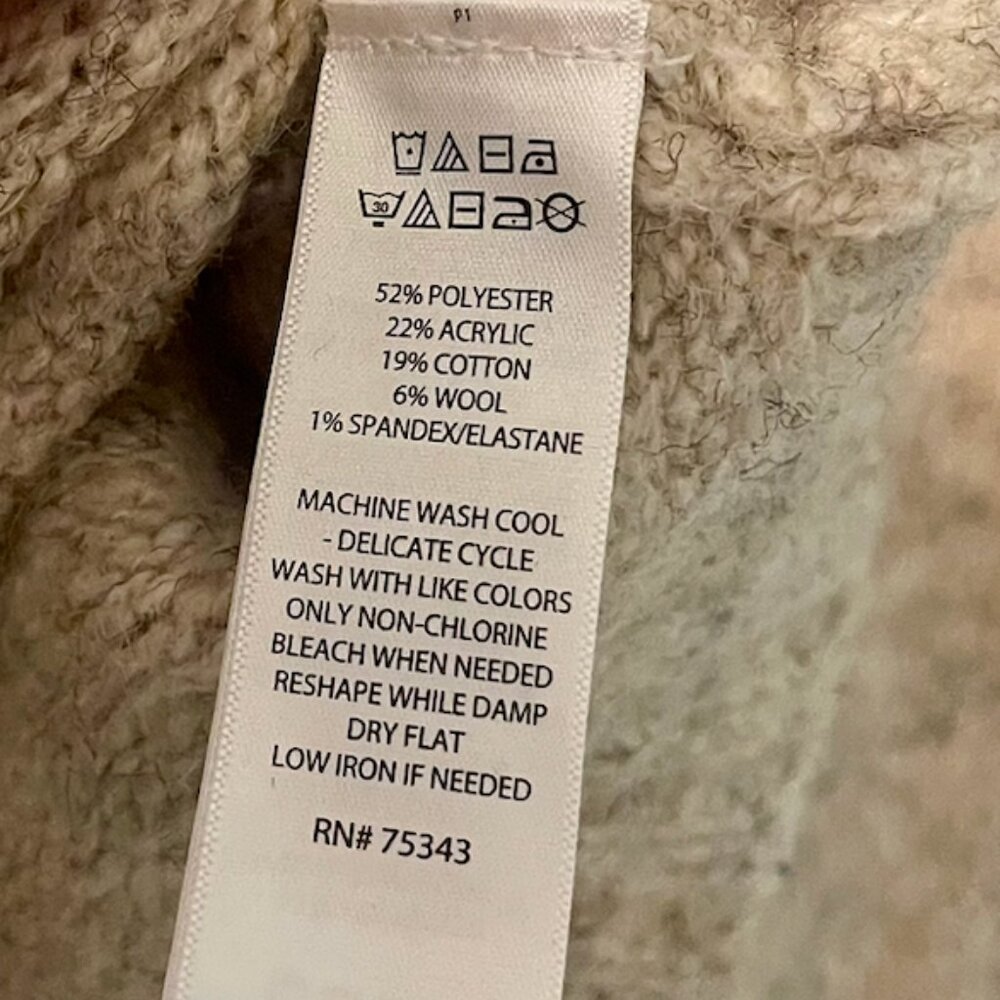 P1
30
52% POLYESTER
22% ACRYLIC
19% COTTON
6% WOOL
1% SPANDEX/ELASTANE
MACHINE WASH COOL
- DELICATE CYCLE
WASH WITH LIKE COLORS
ONLY NON-CHLORINE
BLEACH WHEN NEEDED
RESHAPE WHILE DAMP
DRY FLAT
LOW IRON IF NEEDED
RN# 75343